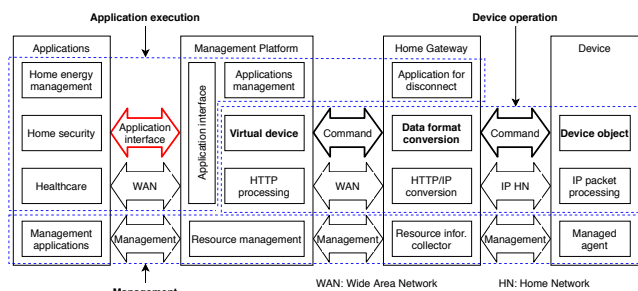 Application execution
Device operation
Applications
Management Platform
Home Gateway
Device
Home energy
management
Applications
management
Application for
disconnect
Application interface
Home security
Application
interface
Virtual device
Command
Data format
conversion
Command
Device object
Healthcare
WAN
HTTP
processing
WAN
HTTP/IP
conversion
IP HN
IP packet
processing
Management
applications
Management
Resource management
Management
Resource infor.
collector
Management
Managed
agent
Management
WAN: Wide Area Network
HN: Home Network